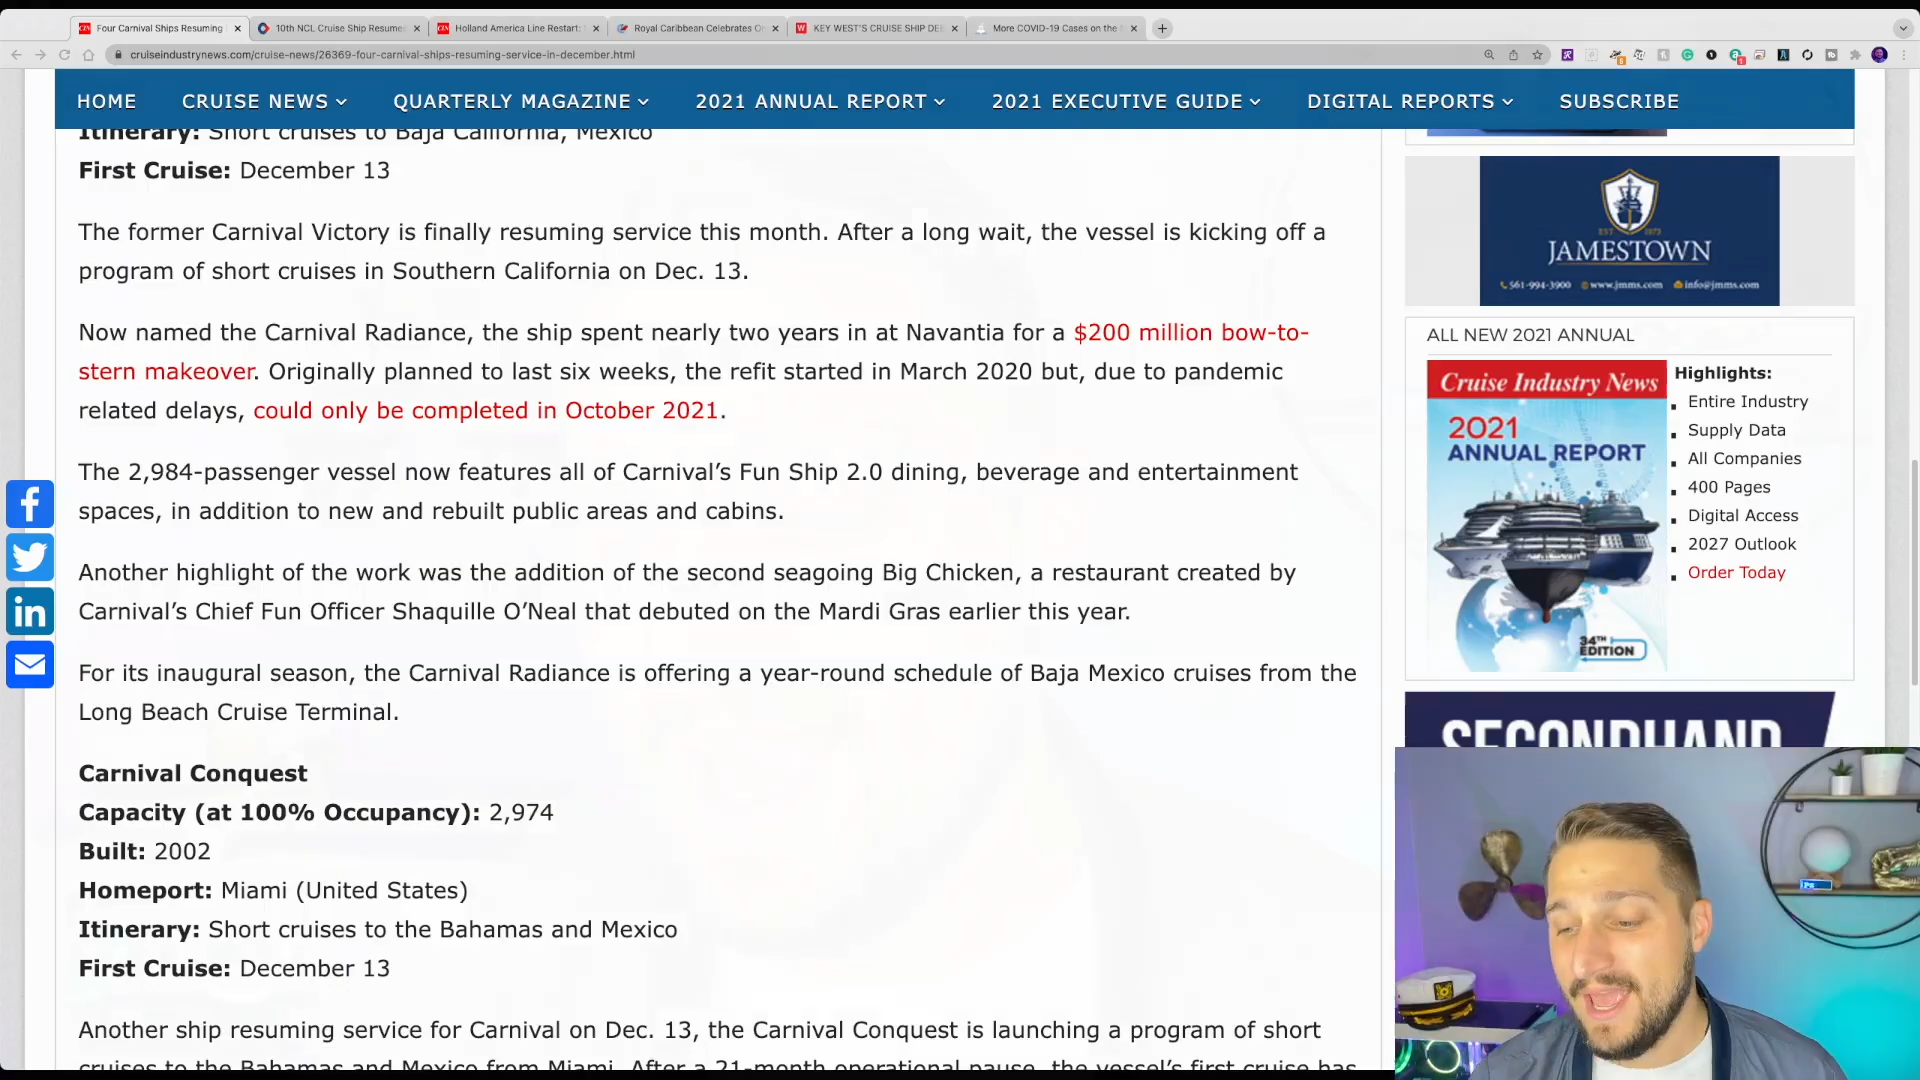 Four Carnival Ships Resuming
10th NCL Cruise Ship Resume
Holland America Line Restart:
Royal Caribbean Celebrates O
KEY WEST'S CRUISE SHIP DE
More COVID-19 Cases on the
cruiseindustrynews.com/cruise-news/26369-four-carnival-ships-resuming-service-in-december.html
HOME CRUISE NEWS QUARTERLY MAGAZINE 2021 ANNUAL REPORT 2021 EXECUTIVE GUIDE DIGITAL REPORTS SUBSCRIBE
Itinerary: Short cruises to Baja California, Mexico
First Cruise: December 13
The former Carnival Victory is finally resuming service this month. After a long wait, the vessel is kicking off a
program of short cruises in Southern California on Dec. 13.
Now named the Carnival Radiance, the ship spent nearly two years in at Navantia for a $200 million bow-to-
stern makeover. Originally planned to last six weeks, the refit started in March 2020 but, due to pandemic
related delays, could only be completed in October 2021.
The 2,984-passenger vessel now features all of Carnival's Fun Ship 2.0 dining, beverage and entertainment
spaces, in addition to new and rebuilt public areas and cabins.
Another highlight of the work was the addition of the second seagoing Big Chicken, a restaurant created by
Carnival's Chief Fun Officer Shaquille O'Neal that debuted on the Mardi Gras earlier this year.
For its inaugural season, the Carnival Radiance is offering a year-round schedule of Baja Mexico cruises from the
Long Beach Cruise Terminal.
Carnival Conquest
Capacity (at 100% Occupancy): 2,974
Built: 2002
Homeport: Miami (United States)
Itinerary: Short cruises to the Bahamas and Mexico
First Cruise: December 13
Another ship resuming service for Carnival on Dec. 13, the Carnival Conquest is launching a program of short
cruises to the Bahamas and Mexico from Miami. After a 21-month operational pause, the vessel's first cruise has
EST 1973
JAMESTOWN
561-994-3900 www.jmms.com info@jmms.com
ALL NEW 2021 ANNUAL
Cruise Industry News
2021
ANNUAL REPORT
34TH
EDITION
Highlights:
Entire Industry
Supply Data
All Companies
400 Pages
Digital Access
2027 Outlook
Order Today
SECONDHAND